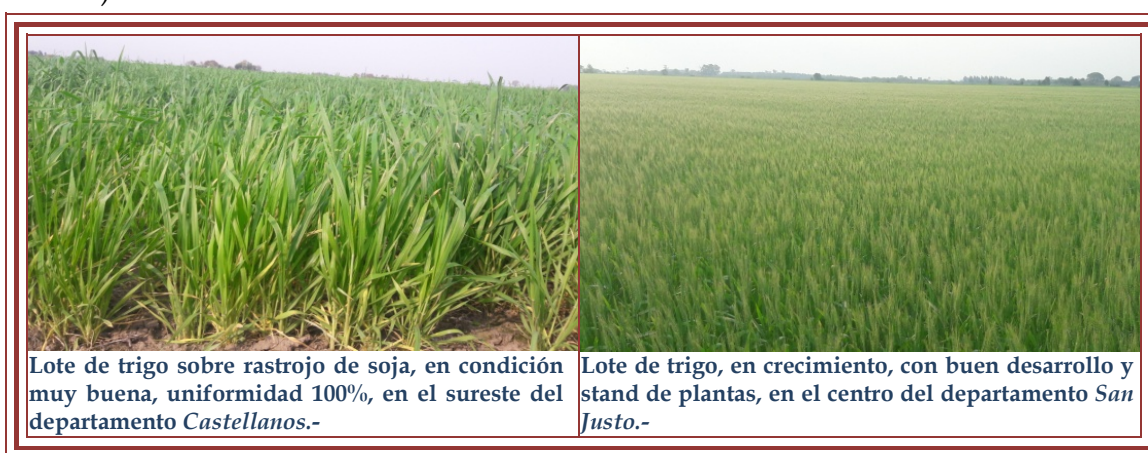 Lote de trigo sobre rastrojo de soja, en condición
muy buena, uniformidad 100%, en el sureste del
departamento Castellanos.-
Lote de trigo, en crecimiento, con buen desarrollo y
stand de plantas, en el centro del departamento San
Justo.-